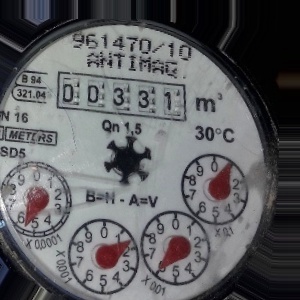 961470/10
ANTIMAG
B 94
321.04
00331 m³
N 16
Qn 1,5
30°C
METERS
SD5
B=H - A=V
X 0,1
X 0,01
X 0,001
X 0,0001